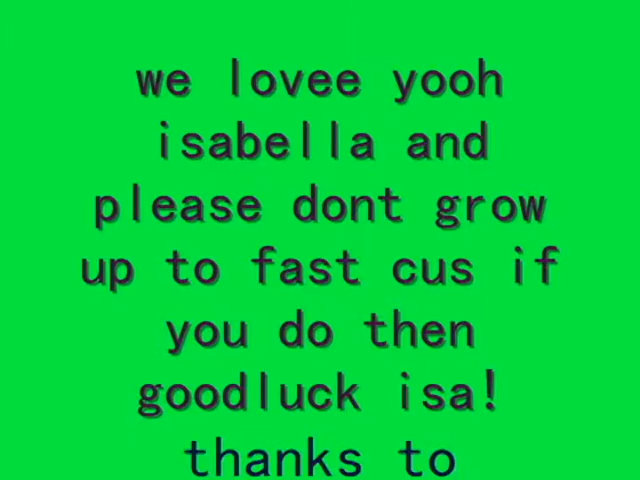 we lovee yooh
isabella and
please dont grow
up to fast cus if
you do then
goodluck isa!
thanks to